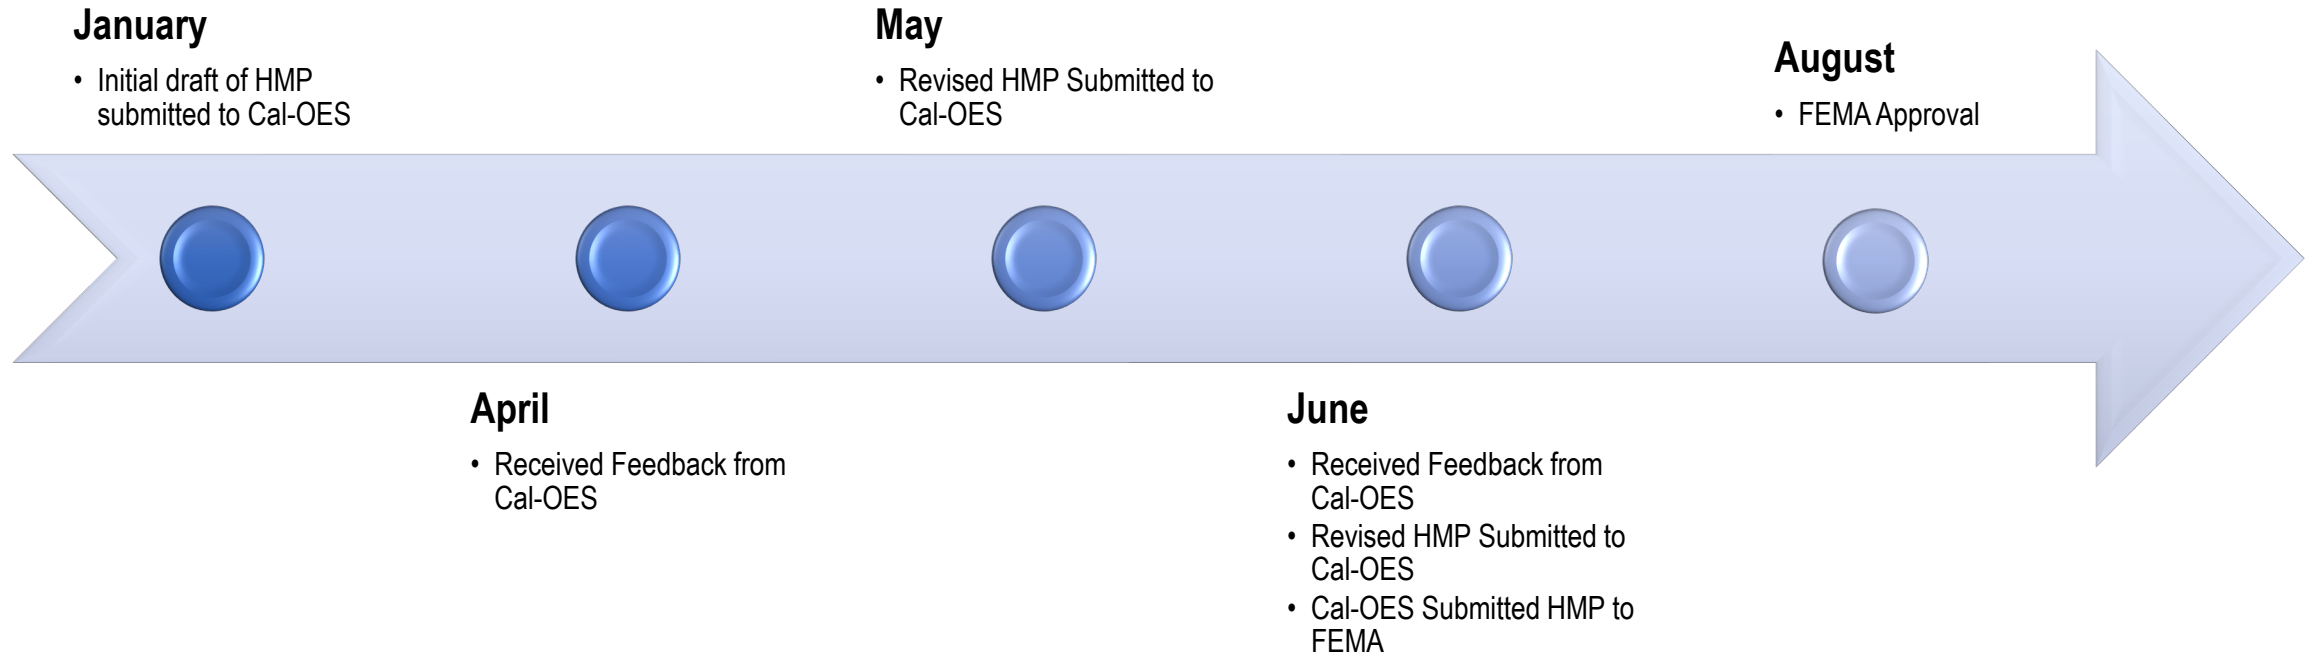 January
• Initial draft of HMP
submitted to Cal-OES
April
• Received Feedback from
Cal-OES
May
• Revised HMP Submitted to
Cal-OES
June
• Received Feedback from
Cal-OES
• Revised HMP Submitted to
Cal-OES
• Cal-OES Submitted HMP to
FEMA
August
• FEMA Approval